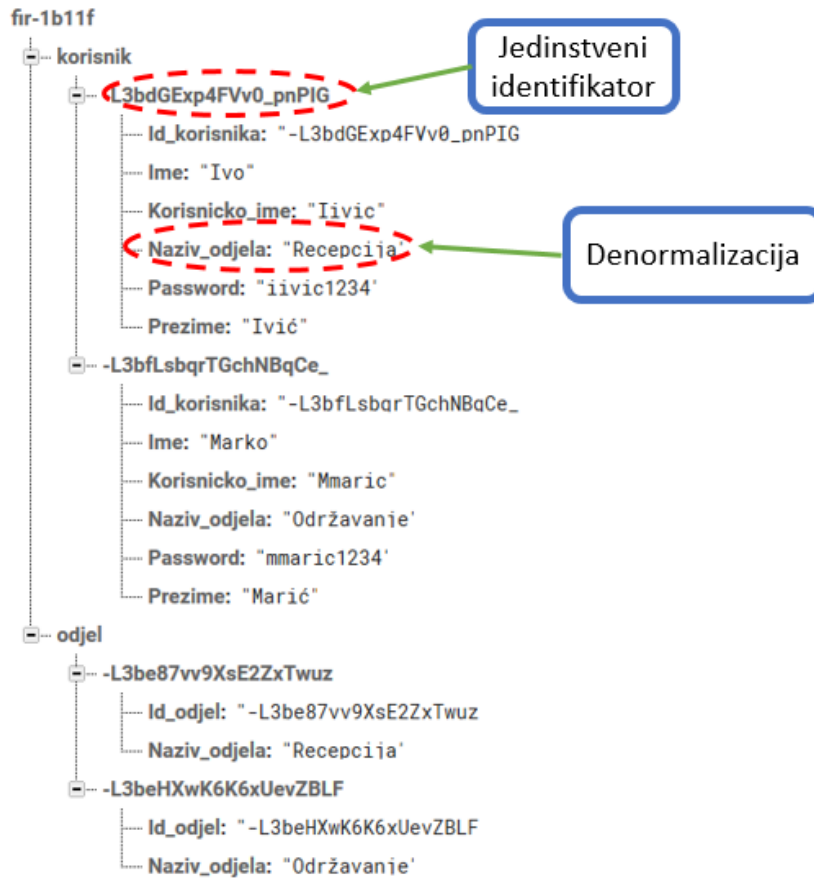 fir-1b11f
korisnik
Jedinstveni
identifikator
-L3bdGExp4FVv0_pnPIG
Id_korisnika: "-L3bdGExp4FVv0_pnPIG
Ime: "Ivo"
Korisnicko_ime: "Iivic"
Naziv_odjela: "Recepcija'
Denormalizacija
Password: "iivic1234'
Prezime: "Ivić"
-L3bfLsbqrTGchNBqCe_
Id_korisnika: "-L3bfLsbqrTGchNBqCe_
Ime: "Marko"
Korisnicko_ime: "Mmaric"
Naziv_odjela: "Održavanje'
Password: "mmaric1234'
Prezime: "Marić"
odjel
-L3be87vv9XsE2ZxTwuz
Id_odjel: "-L3be87vv9XsE2ZxTwuz
Naziv_odjela: "Recepcija'
-L3beHXwK6K6xUevZBLF
Id_odjel: "-L3beHXwK6K6xUevZBLF
Naziv_odjela: "Održavanje'